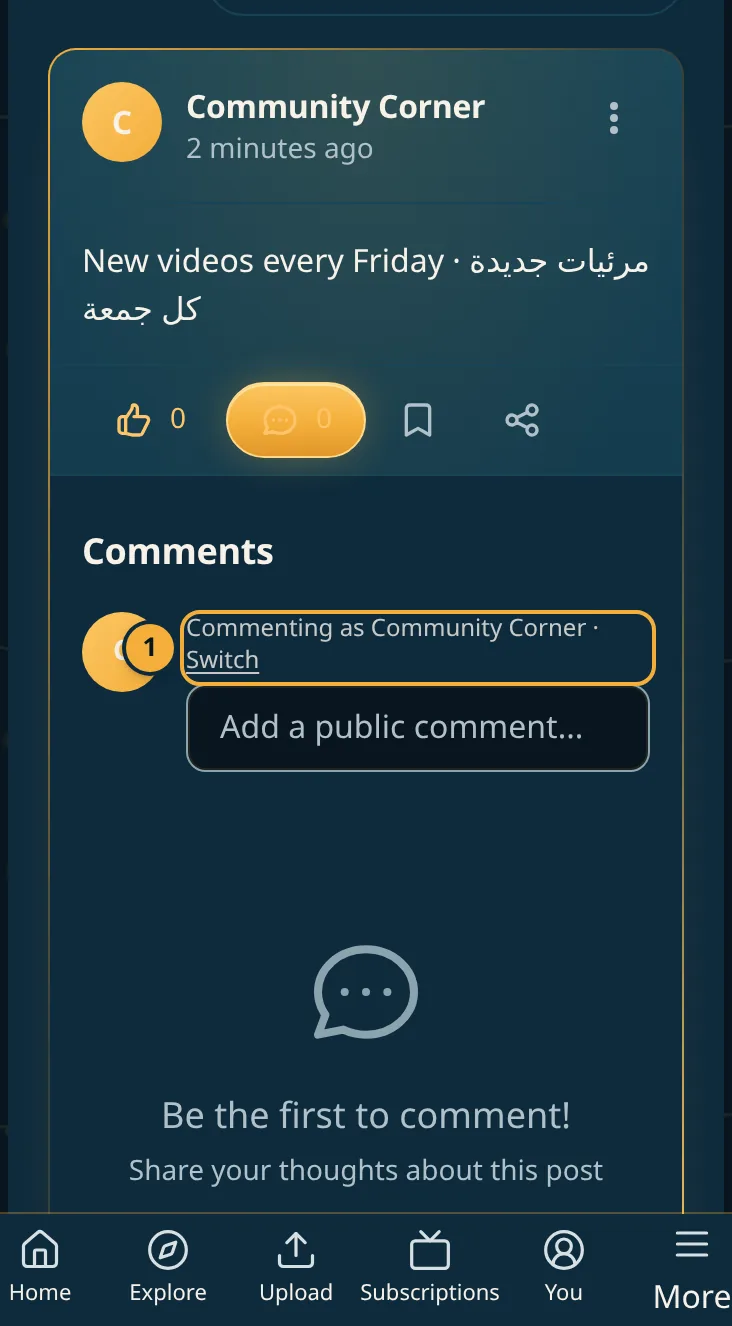 C
Community Corner
2 minutes ago
New videos every Friday · مرئيات جديدة
كل جمعة
0
0
Comments
1
Commenting as Community Corner ·
Switch
Add a public comment...
Be the first to comment!
Share your thoughts about this post
Home
Explore
Upload
Subscriptions
You
More